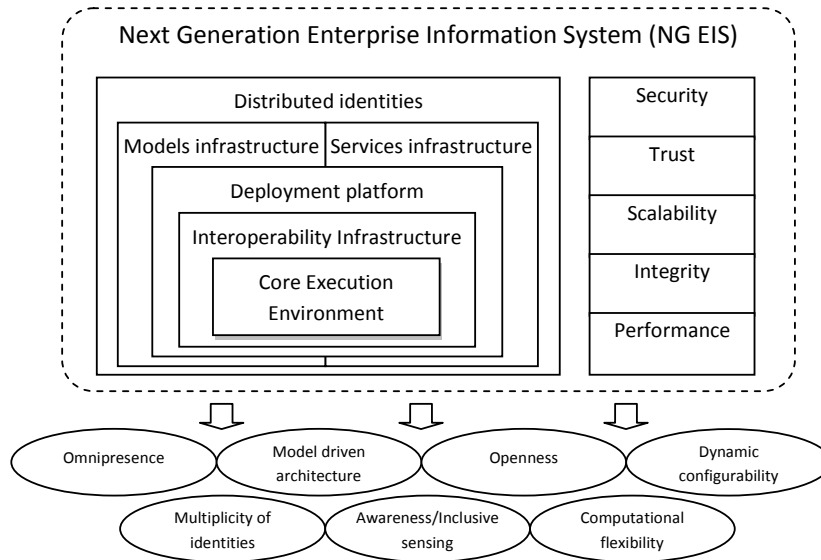 Next Generation Enterprise Information System (NG EIS)
Distributed identities
Models infrastructure
Services infrastructure
Deployment platform
Interoperability Infrastructure
Core Execution
Environment
Security
Trust
Scalability
Integrity
Performance
Omnipresence
Model driven
architecture
Openness
Dynamic
configurability
Multiplicity of
identities
Awareness/Inclusive
sensing
Computational
flexibility